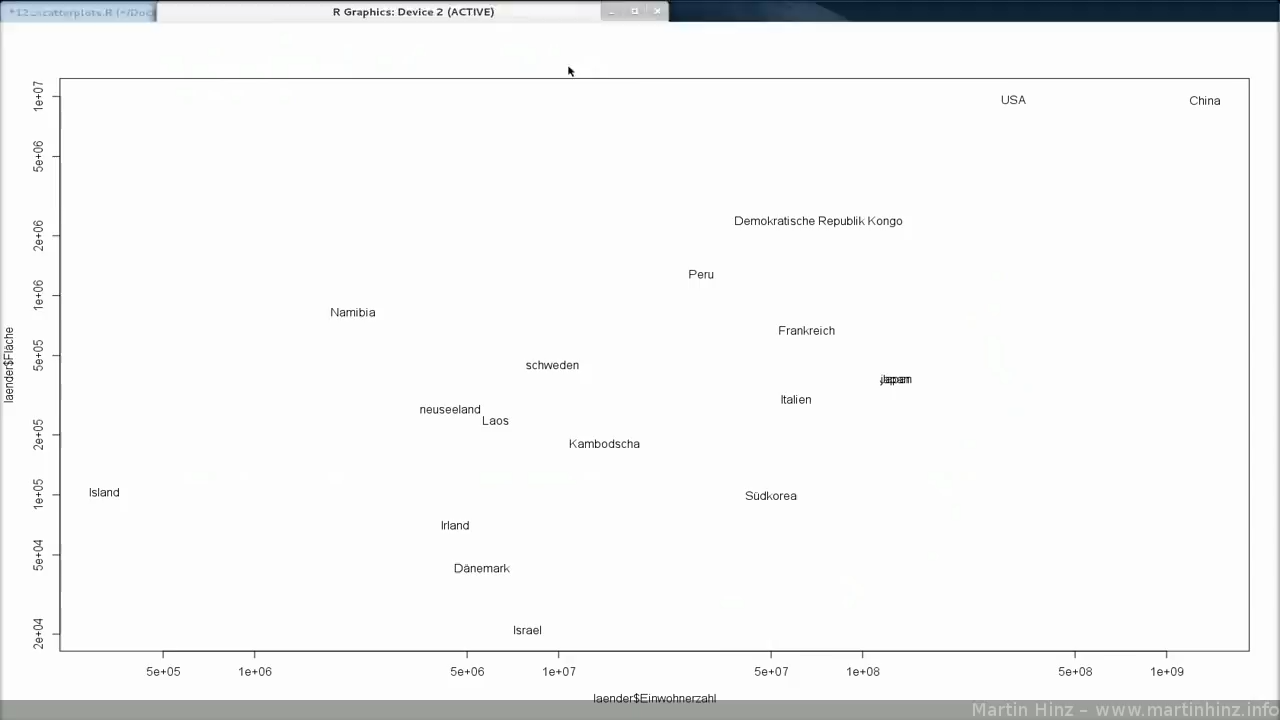 R Graphics: Device 2 (ACTIVE)
1e+07
5e+06
2e+06
1e+06
5e+05
2e+05
1e+05
5e+04
2e+04
laender$Fläche
USA
China
Demokratische Republik Kongo
Peru
Namibia
Frankreich
schweden
Japan
Italien
neuseeland
Laos
Kambodscha
Island
Südkorea
Irland
Dänemark
Israel
5e+05 1e+06 5e+06 1e+07 5e+07 1e+08 5e+08 1e+09
laender$Einwohnerzahl
Martin Hinz - www.martinhinz.info